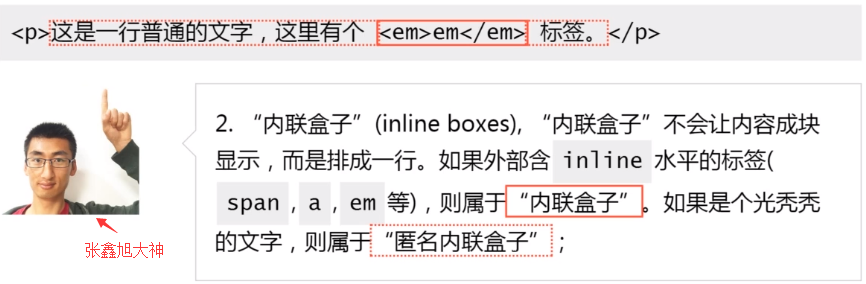 <p>这是一行普通的文字，这里有个 <em>em</em> 标签。</p>
2. “内联盒子”(inline boxes), “内联盒子”不会让内容成块
显示，而是排成一行。如果外部含 inline 水平的标签(
span , a , em 等)，则属于“内联盒子”。如果是个光秃秃
的文字，则属于“匿名内联盒子”；
张鑫旭大神